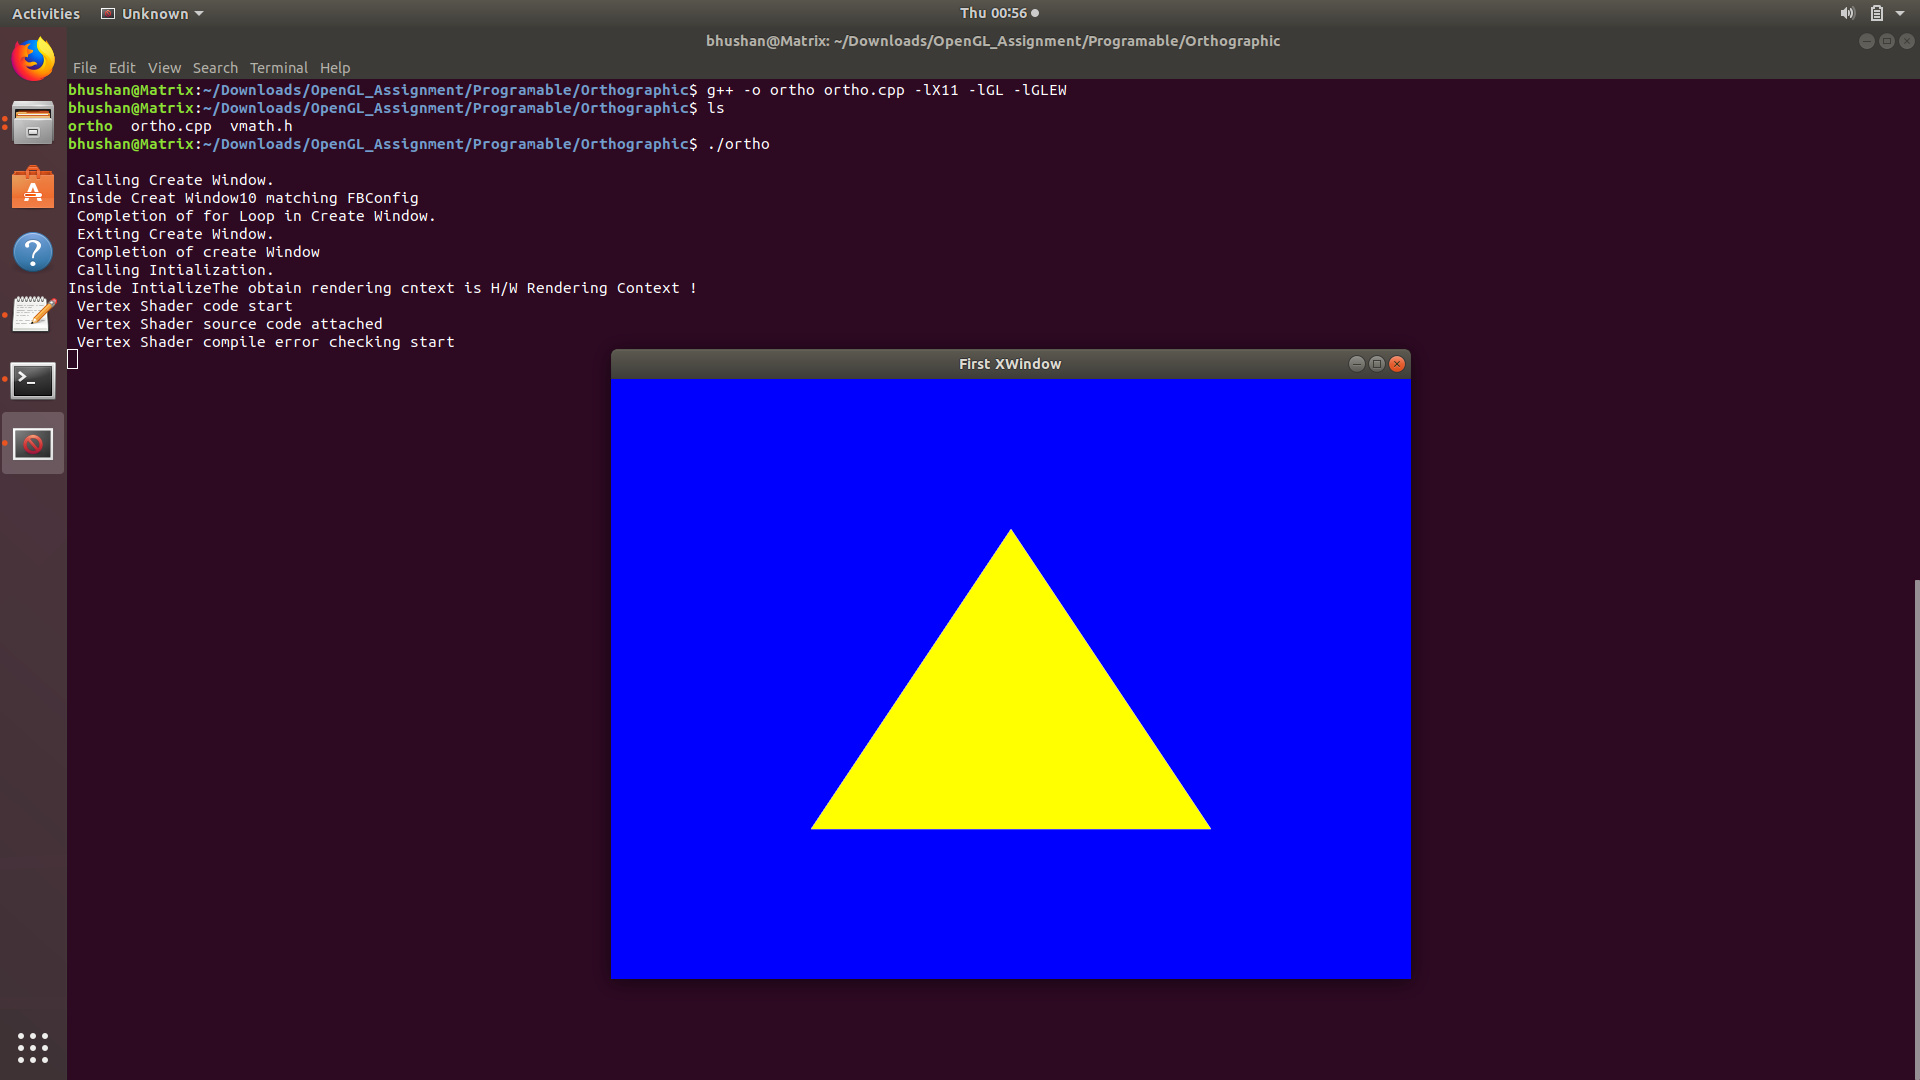 Activities Unknown Thu 00:56
bhushan@Matrix: ~/Downloads/OpenGL_Assignment/Programable/Orthographic
File Edit View Search Terminal Help
bhushan@Matrix:~/Downloads/OpenGL_Assignment/Programable/Orthographic$ g++ -o ortho ortho.cpp -lX11 -lGL -lGLEW
bhushan@Matrix:~/Downloads/OpenGL_Assignment/Programable/Orthographic$ ls
ortho  ortho.cpp  vmath.h
bhushan@Matrix:~/Downloads/OpenGL_Assignment/Programable/Orthographic$ ./ortho
Calling Create Window.
Inside Creat Window10 matching FBConfig
Completion of for Loop in Create Window.
Exiting Create Window.
Completion of create Window
Calling Intialization.
Inside IntializeThe obtain rendering cntext is H/W Rendering Context !
Vertex Shader code start
Vertex Shader source code attached
Vertex Shader compile error checking start
First XWindow